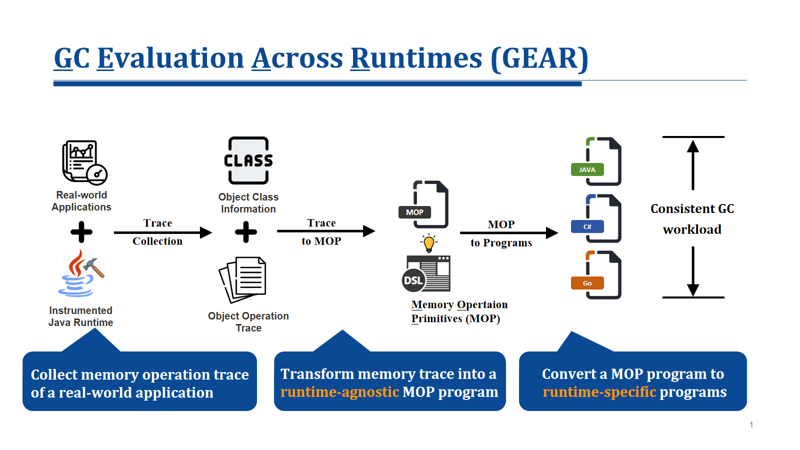 GC Evaluation Across Runtimes (GEAR)
Real-world
Applications
Instrumented
Java Runtime
Trace
Collection
CLASS
Object Class
Information
Object Operation
Trace
Trace
to MOP
MOP
DSL
Memory Opertaion
Primitives (MOP)
MOP
to Programs
JAVA
C#
Go
Consistent GC
workload
Collect memory operation trace
of a real-world application
Transform memory trace into a
runtime-agnostic MOP program
Convert a MOP program to
runtime-specific programs
1